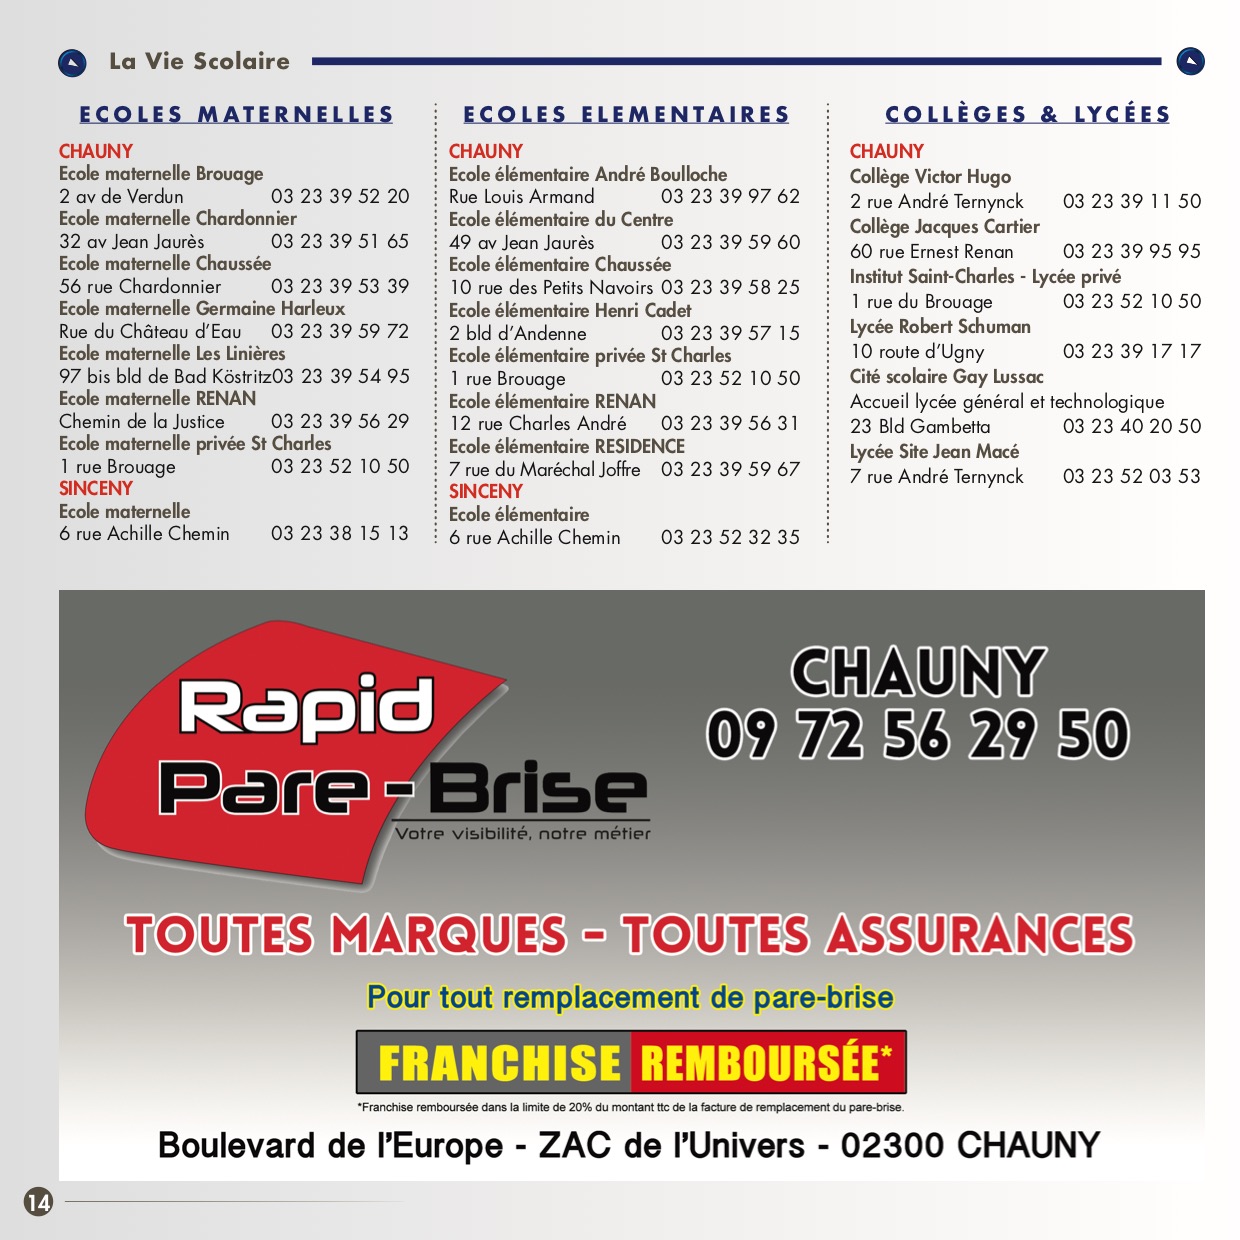 La Vie Scolaire
ECOLES MATERNELLES
CHAUNY
Ecole maternelle Brouage
2 av de Verdun 03 23 39 52 20
Ecole maternelle Chardonnier
32 av Jean Jaurès 03 23 39 51 65
Ecole maternelle Chaussée
56 rue Chardonnier 03 23 39 53 39
Ecole maternelle Germaine Harleux
Rue du Château d'Eau 03 23 39 59 72
Ecole maternelle Les Linières
97 bis bld de Bad Köstritz03 23 39 54 95
Ecole maternelle RENAN
Chemin de la Justice 03 23 39 56 29
Ecole maternelle privée St Charles
1 rue Brouage 03 23 52 10 50
SINCENY
Ecole maternelle
6 rue Achille Chemin 03 23 38 15 13
ECOLES ELEMENTAIRES
CHAUNY
Ecole élémentaire André Boulloche
Rue Louis Armand 03 23 39 97 62
Ecole élémentaire du Centre
49 av Jean Jaurès 03 23 39 59 60
Ecole élémentaire Chaussée
10 rue des Petits Navoirs 03 23 39 58 25
Ecole élémentaire Henri Cadet
2 bld d'Andenne 03 23 39 57 15
Ecole élémentaire privée St Charles
1 rue Brouage 03 23 52 10 50
Ecole élémentaire RENAN
12 rue Charles André 03 23 39 56 31
Ecole élémentaire RESIDENCE
7 rue du Maréchal Joffre 03 23 39 59 67
SINCENY
Ecole élémentaire
6 rue Achille Chemin 03 23 52 32 35
COLLÈGES & LYCÉES
CHAUNY
Collège Victor Hugo
2 rue André Ternynck 03 23 39 11 50
Collège Jacques Cartier
60 rue Ernest Renan 03 23 39 95 95
Institut Saint-Charles - Lycée privé
1 rue du Brouage 03 23 52 10 50
Lycée Robert Schuman
10 route d'Ugny 03 23 39 17 17
Cité scolaire Gay Lussac
Accueil lycée général et technologique
23 Bld Gambetta 03 23 40 20 50
Lycée Site Jean Macé
7 rue André Ternynck 03 23 52 03 53
Rapid
Pare-Brise
Votre visibilité, notre métier
CHAUNY
09 72 56 29 50
TOUTES MARQUES - TOUTES ASSURANCES
Pour tout remplacement de pare-brise
FRANCHISE REMBOURSÉE*
*Franchise remboursée dans la limite de 20% du montant ttc de la facture de remplacement du pare-brise.
Boulevard de l'Europe - ZAC de l'Univers - 02300 CHAUNY
14